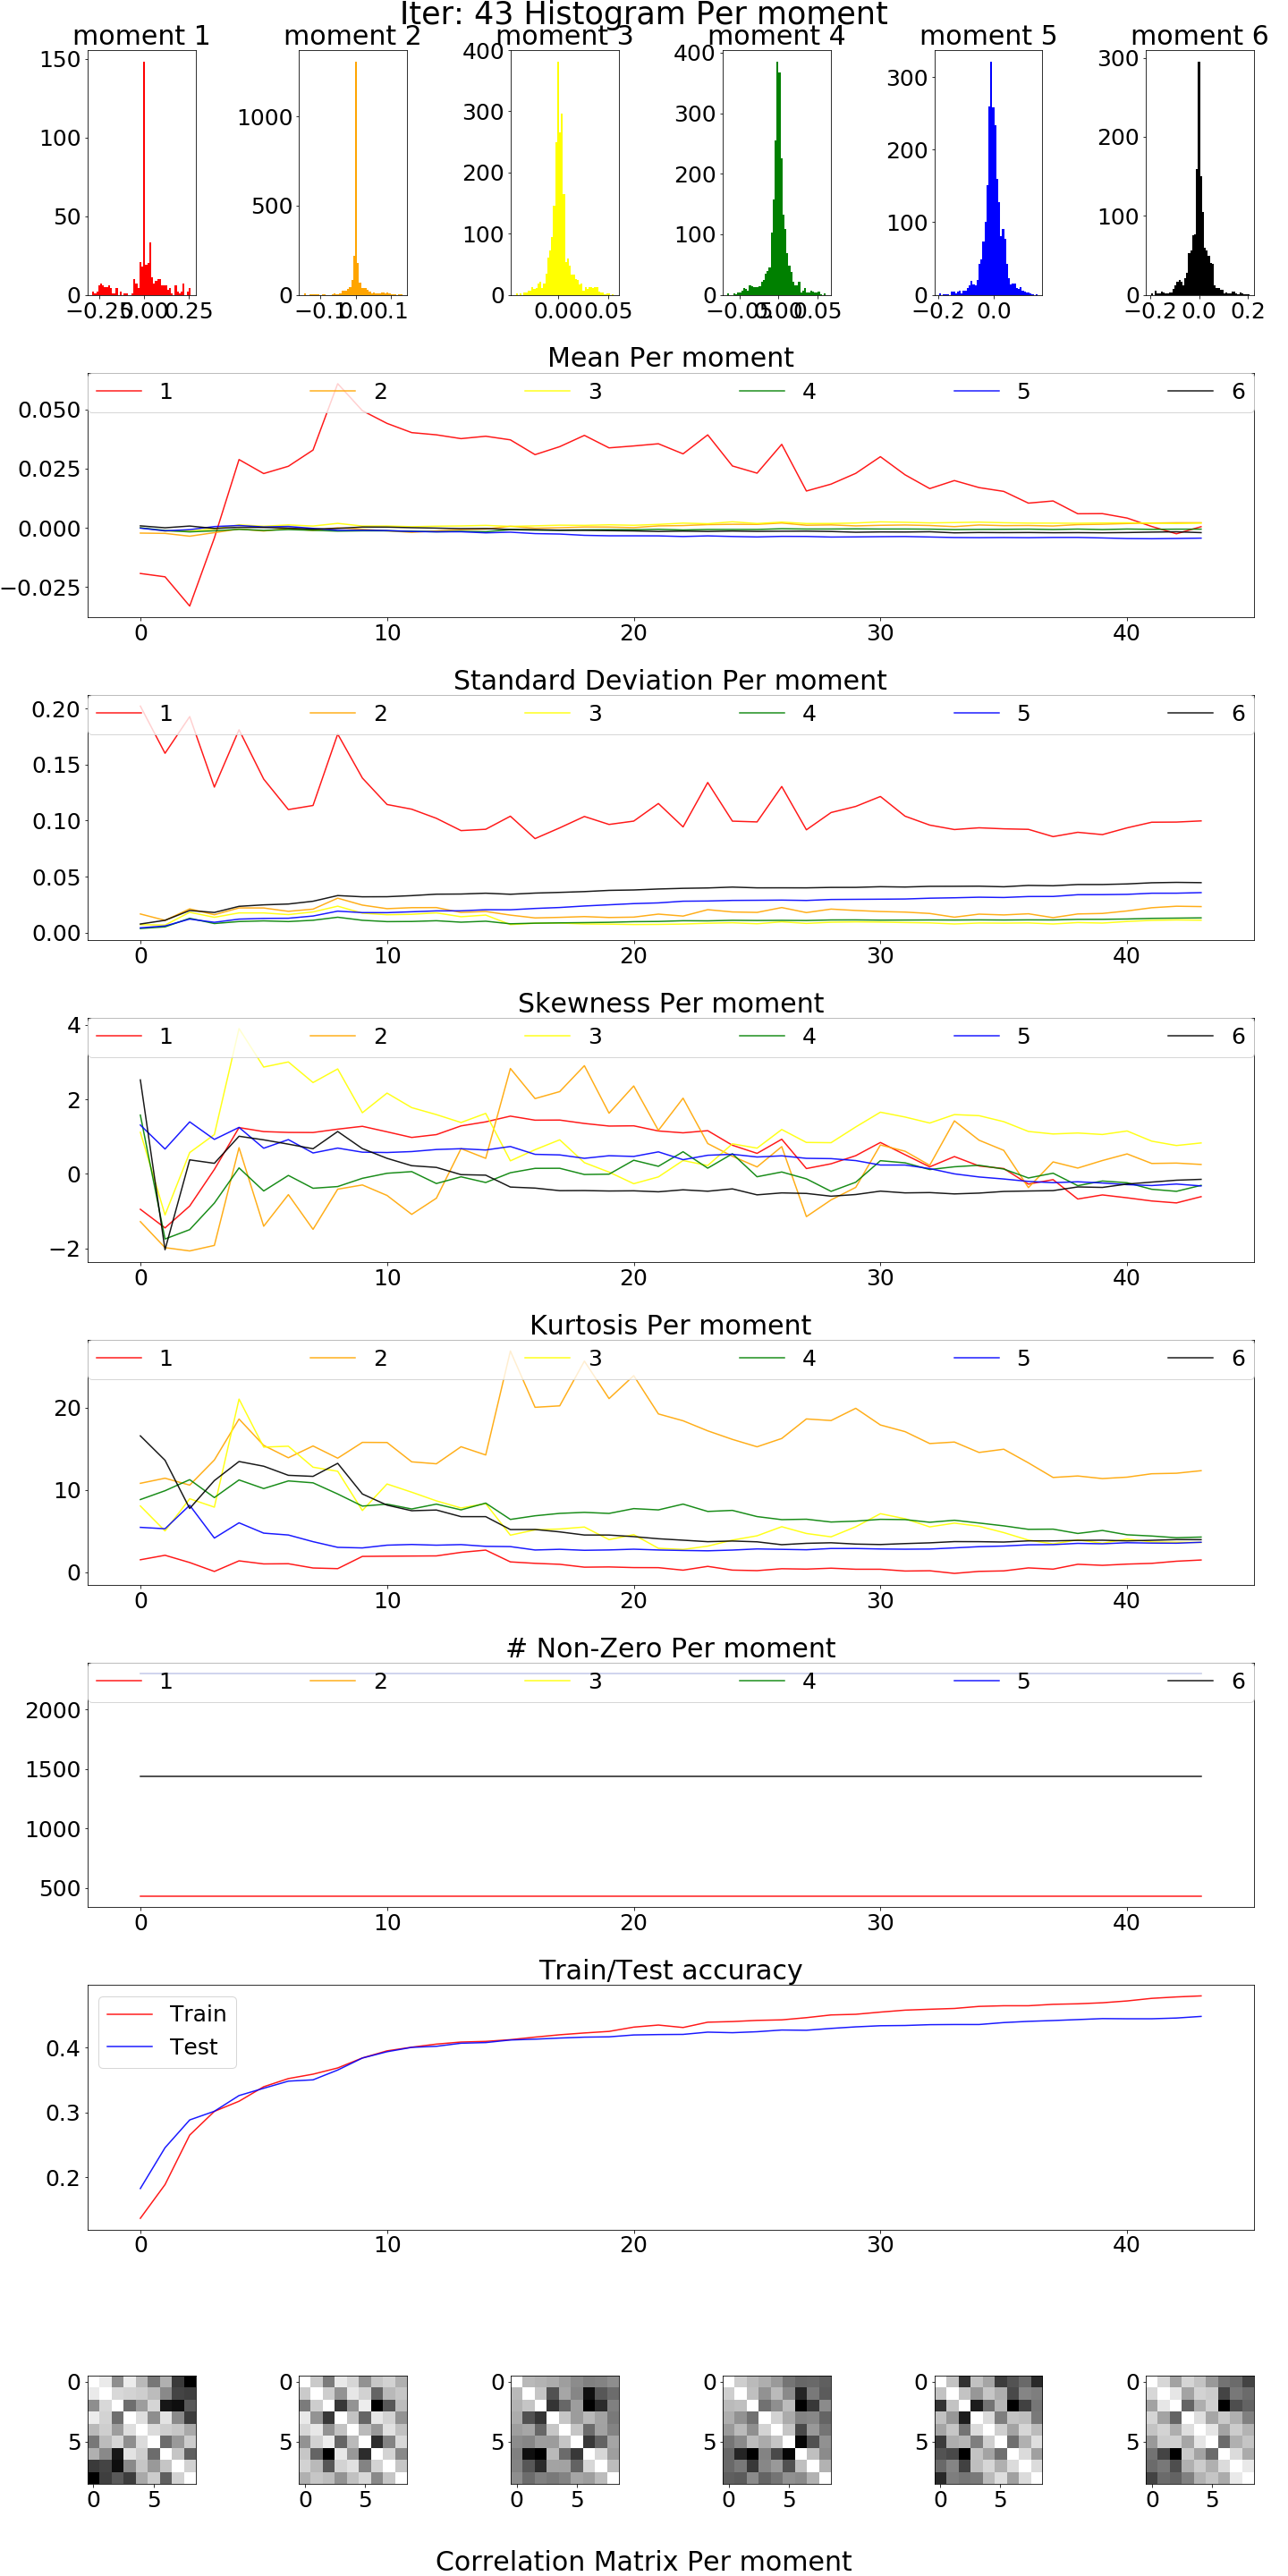 Iter: 43 Histogram Per moment
moment 1 moment 2 moment 3 moment 4 moment 5 moment 6
150 100 50 0
−0.25 0.00 0.25
1000 500 0
−0.1 0.0 0.1
400 300 200 100 0
0.00 0.05
400 300 200 100 0
−0.05 0.00 0.05
300 200 100 0
−0.2 0.0
300 200 100 0
−0.2 0.0 0.2
Mean Per moment
1 2 3 4 5 6
0.050
0.025
0.000
−0.025
0 10 20 30 40
Standard Deviation Per moment
1 2 3 4 5 6
0.20
0.15
0.10
0.05
0.00
0 10 20 30 40
Skewness Per moment
1 2 3 4 5 6
4
2
0
−2
0 10 20 30 40
Kurtosis Per moment
1 2 3 4 5 6
20
10
0
0 10 20 30 40
# Non-Zero Per moment
1 2 3 4 5 6
2000
1500
1000
500
0 10 20 30 40
Train/Test accuracy
Train
Test
0.4
0.3
0.2
0 10 20 30 40
0 0 0 0 0 0
5 5 5 5 5 5
0 5 0 5 0 5 0 5 0 5 0 5
Correlation Matrix Per moment